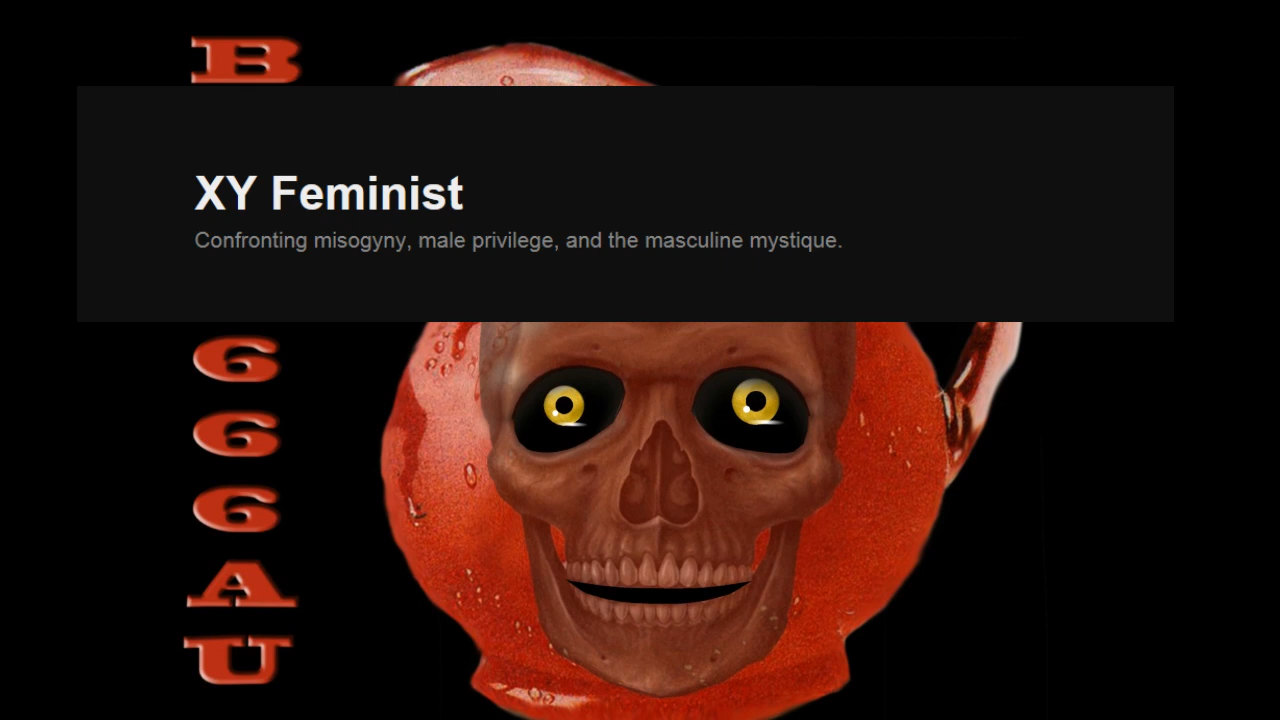 B
XY Feminist
Confronting misogyny, male privilege, and the masculine mystique.
6
6
6
A
U